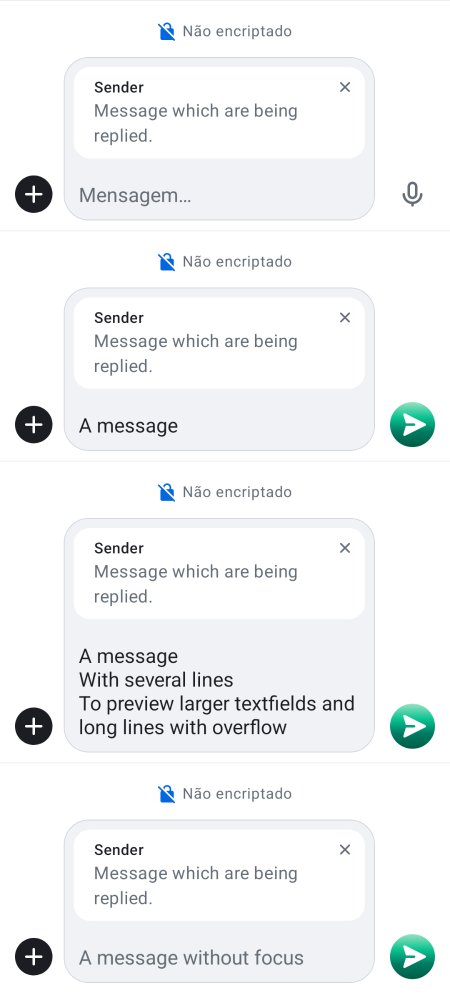 Não encriptado
Sender
Message which are being
replied.
Mensagem…
Não encriptado
Sender
Message which are being
replied.
A message
Não encriptado
Sender
Message which are being
replied.
A message
With several lines
To preview larger textfields and
long lines with overflow
Não encriptado
Sender
Message which are being
replied.
A message without focus